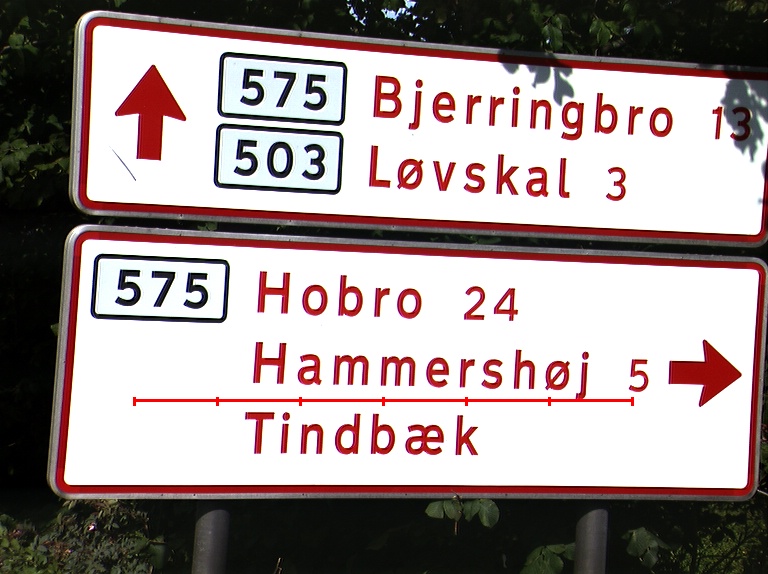 575 Bjerringbro 13
503 Løvskal 3
575 Hobro 24
Hammershøj 5
Tindbæk